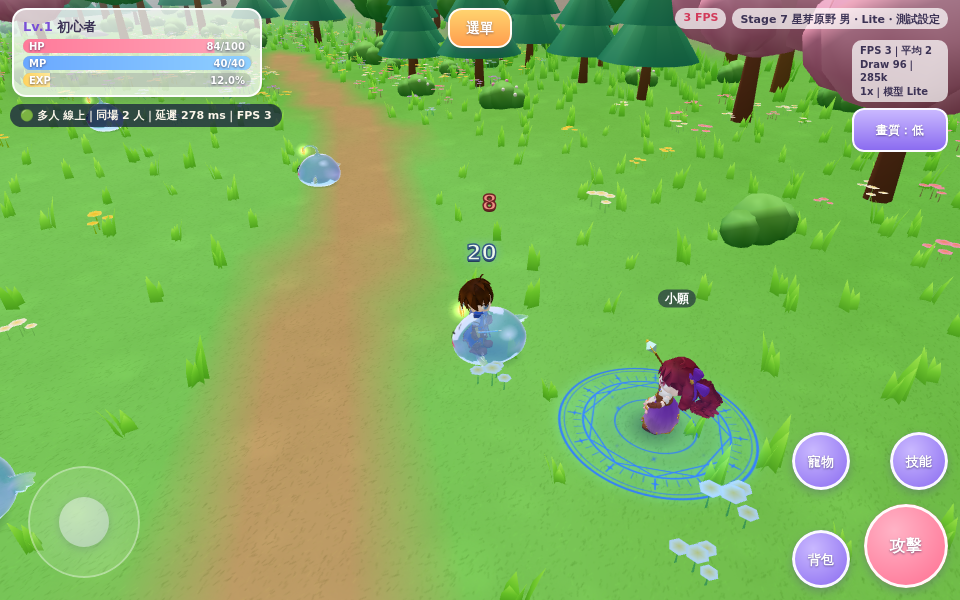 Lv.1 初心者
HP 84/100
MP 40/40
EXP 12.0%
多人 線上 | 同場 2 人 | 延遲 278 ms | FPS 3
選單
3 FPS
Stage 7 星芽原野 男・Lite・測試設定
FPS 3 | 平均 2
Draw 96 |
285k
1x | 模型 Lite
畫質：低
8
20
小願
寵物
技能
背包
攻擊